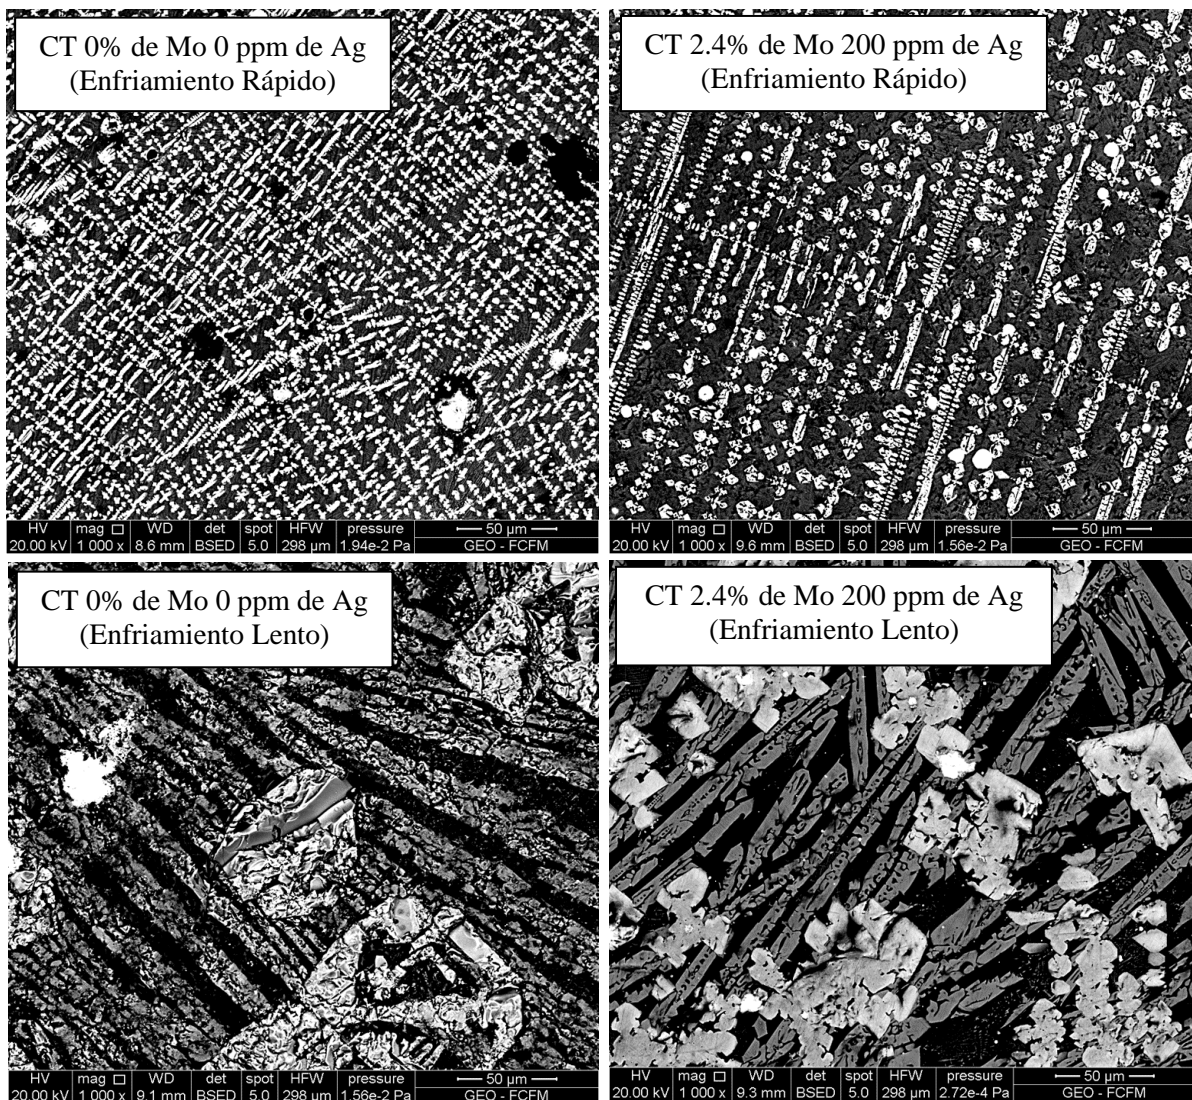 CT 0% de Mo 0 ppm de Ag
(Enfriamiento Rápido)
HV mag □ WD det spot HFW pressure 50 µm
20.00 kV 1 000 x 8.6 mm BSED 5.0 298 µm 1.94e-2 Pa GEO - FCFM
CT 2.4% de Mo 200 ppm de Ag
(Enfriamiento Rápido)
HV mag □ WD det spot HFW pressure 50 µm
20.00 kV 1 000 x 9.6 mm BSED 5.0 298 µm 1.56e-2 Pa GEO - FCFM
CT 0% de Mo 0 ppm de Ag
(Enfriamiento Lento)
HV mag □ WD det spot HFW pressure 50 µm
20.00 kV 1 000 x 9.1 mm BSED 5.0 298 µm 1.56e-2 Pa GEO - FCFM
CT 2.4% de Mo 200 ppm de Ag
(Enfriamiento Lento)
HV mag □ WD det spot HFW pressure 50 µm
20.00 kV 1 000 x 9.3 mm BSED 5.0 298 µm 2.72e-4 Pa GEO - FCFM